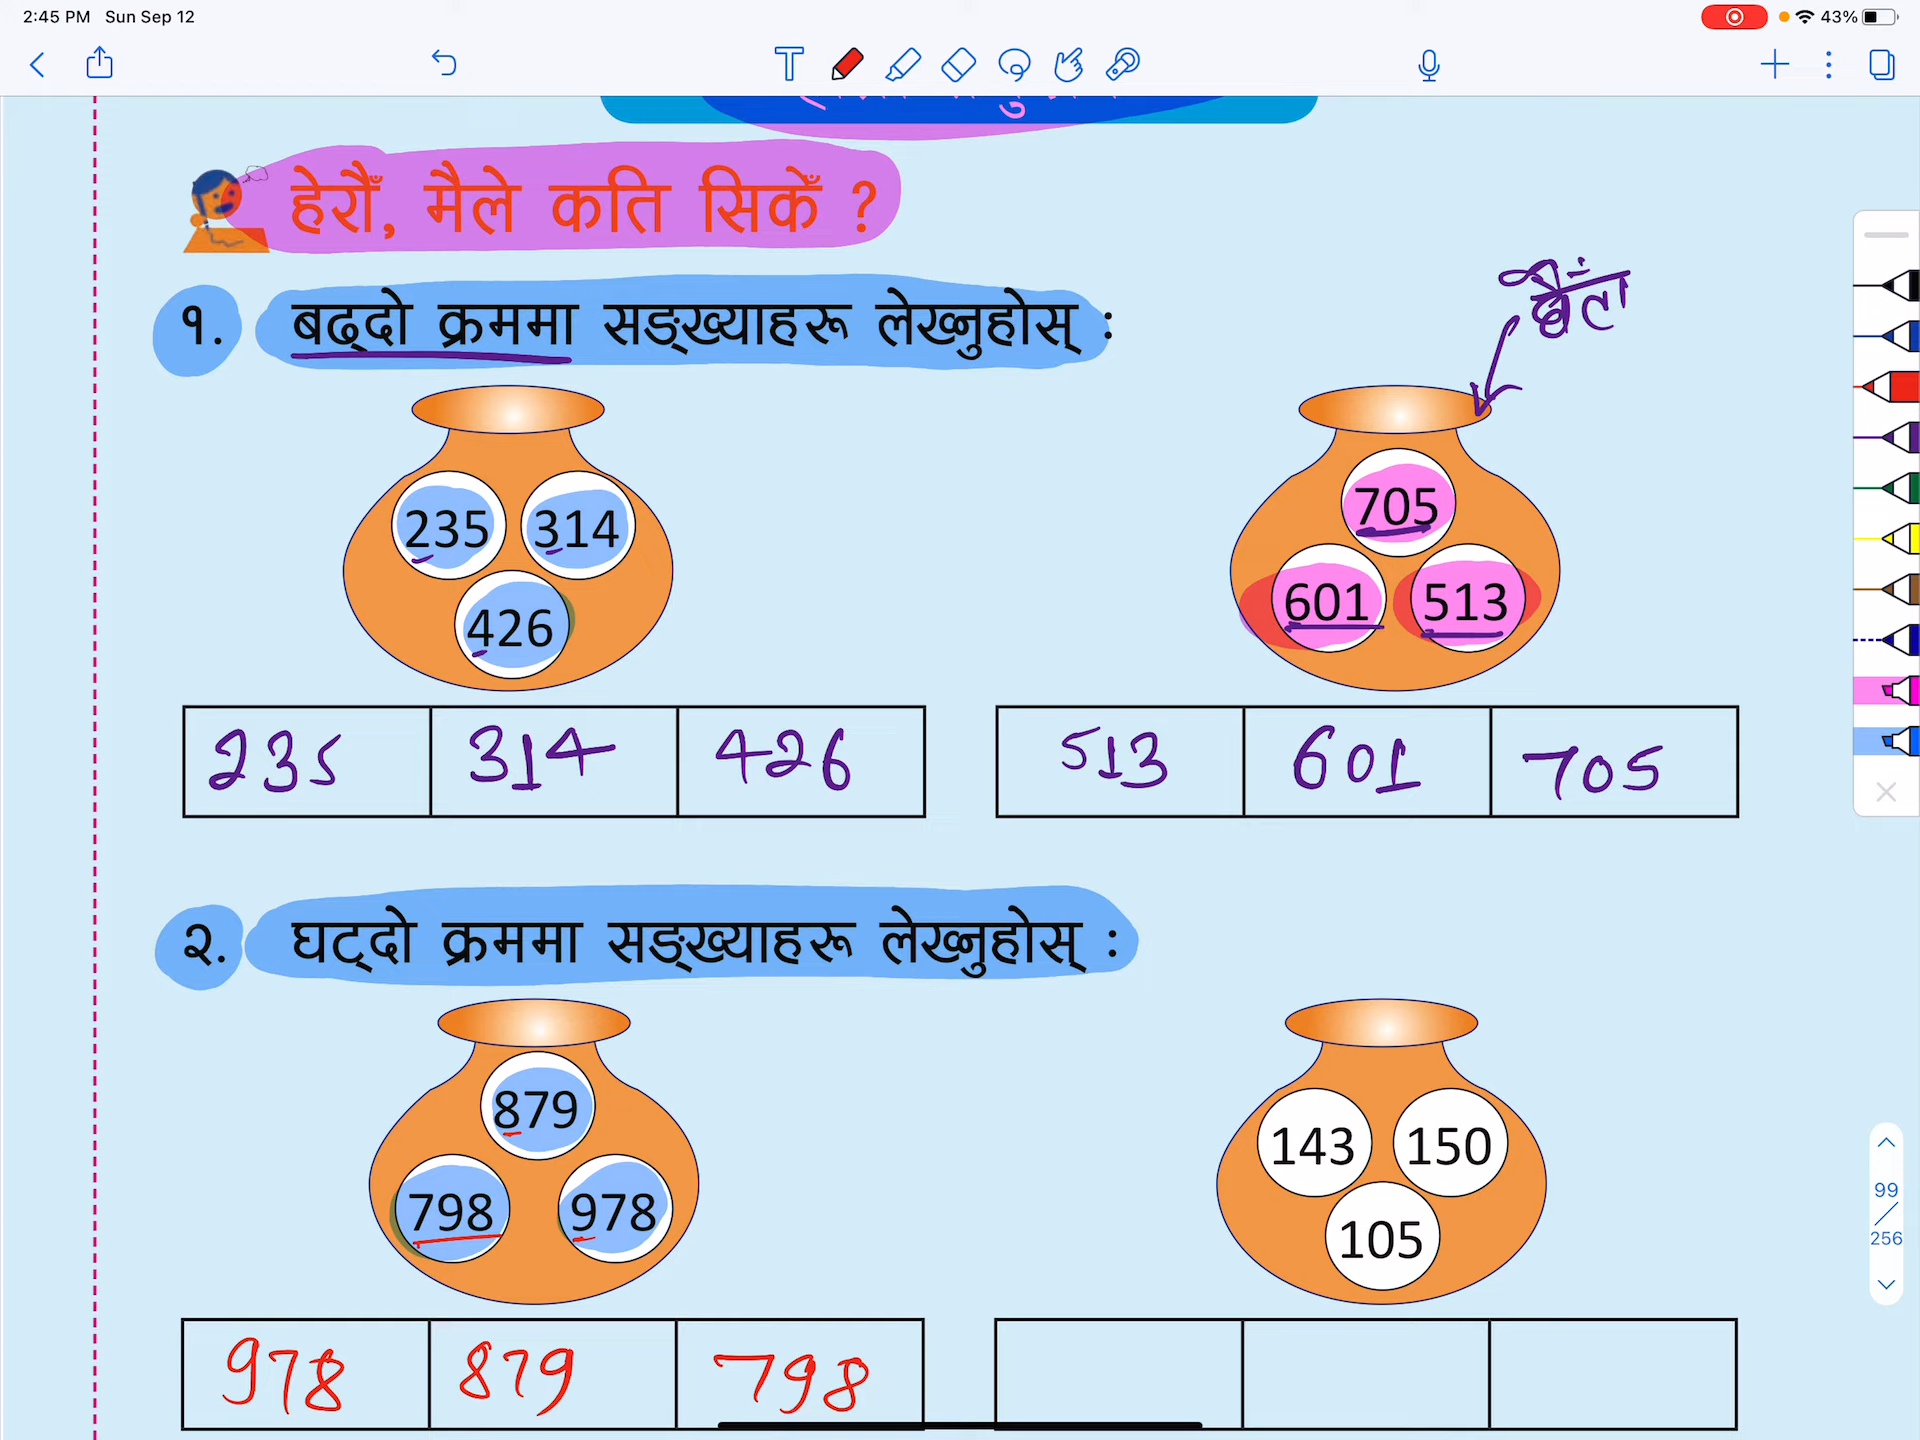 2:45 PM Sun Sep 12
43%
हेरौँ, मैले कति सिकेँ ?
१. बढ्दो क्रममा सङ्ख्याहरू लेख्नुहोस् :
235 314
426
705
601 513
235 314 426
513 601 705
२. घट्दो क्रममा सङ्ख्याहरू लेख्नुहोस् :
879
798 978
143 150
105
99
/
256
978 879 798